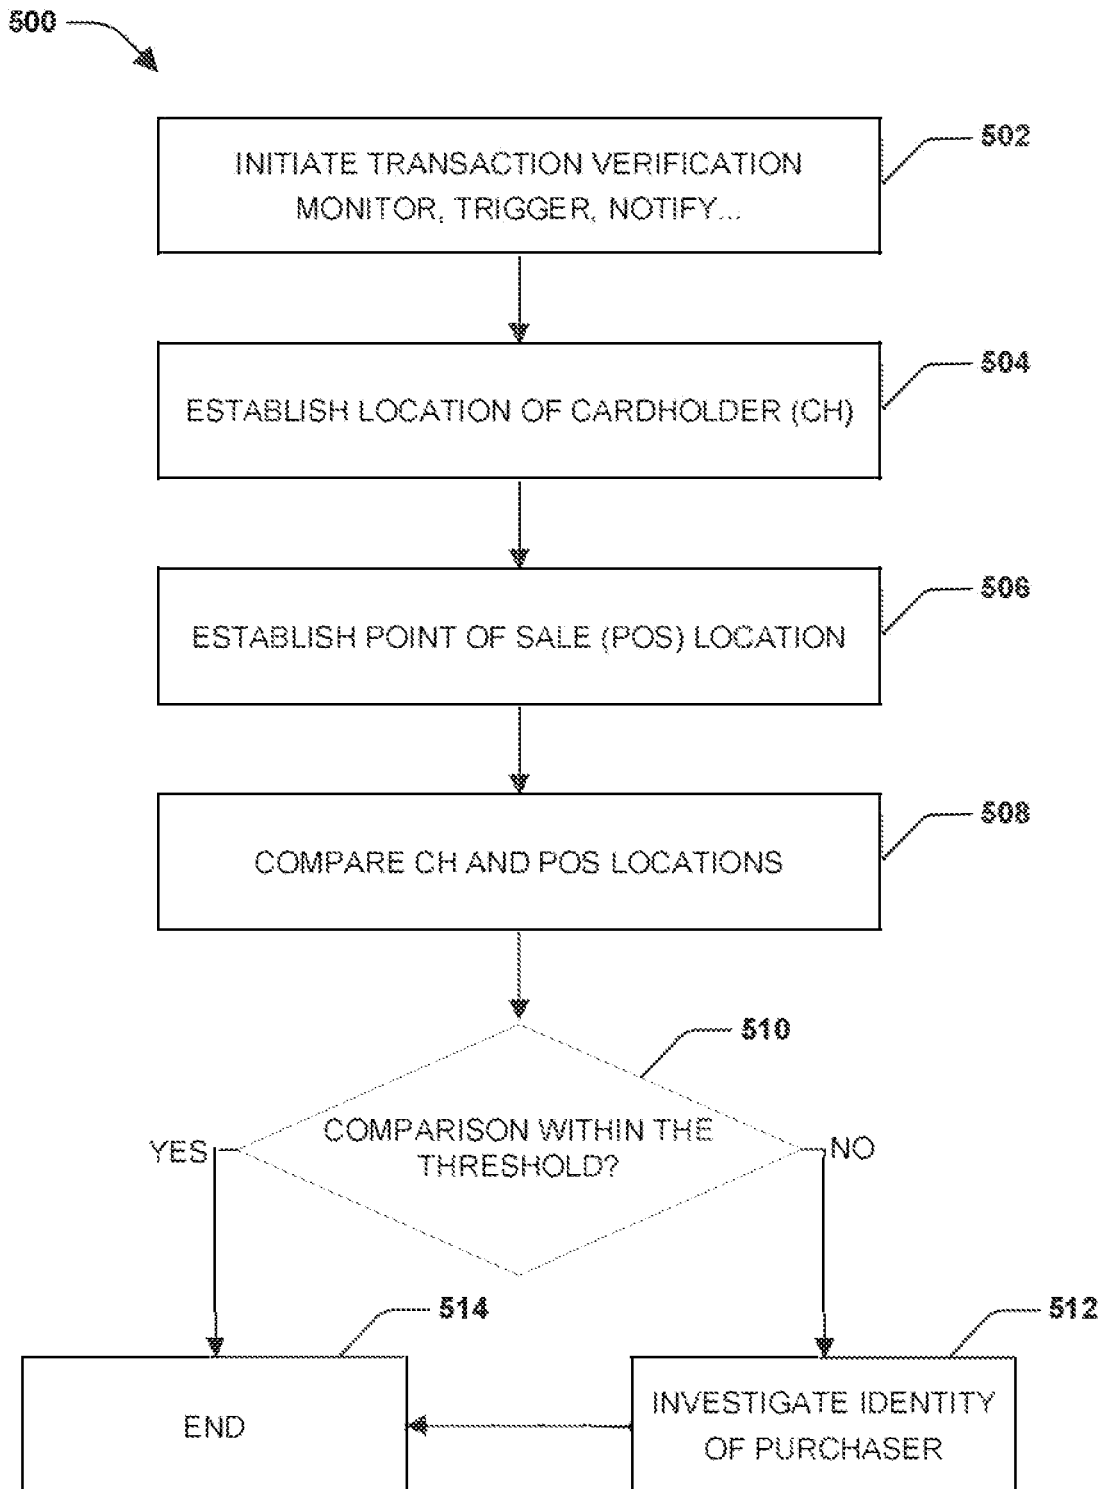 500
502
INITIATE TRANSACTION VERIFICATION
MONITOR, TRIGGER, NOTIFY...
504
ESTABLISH LOCATION OF CARDHOLDER (CH)
506
ESTABLISH POINT OF SALE (POS) LOCATION
508
COMPARE CH AND POS LOCATIONS
510
COMPARISON WITHIN THE
THRESHOLD?
YES
NO
514
512
END
INVESTIGATE IDENTITY
OF PURCHASER